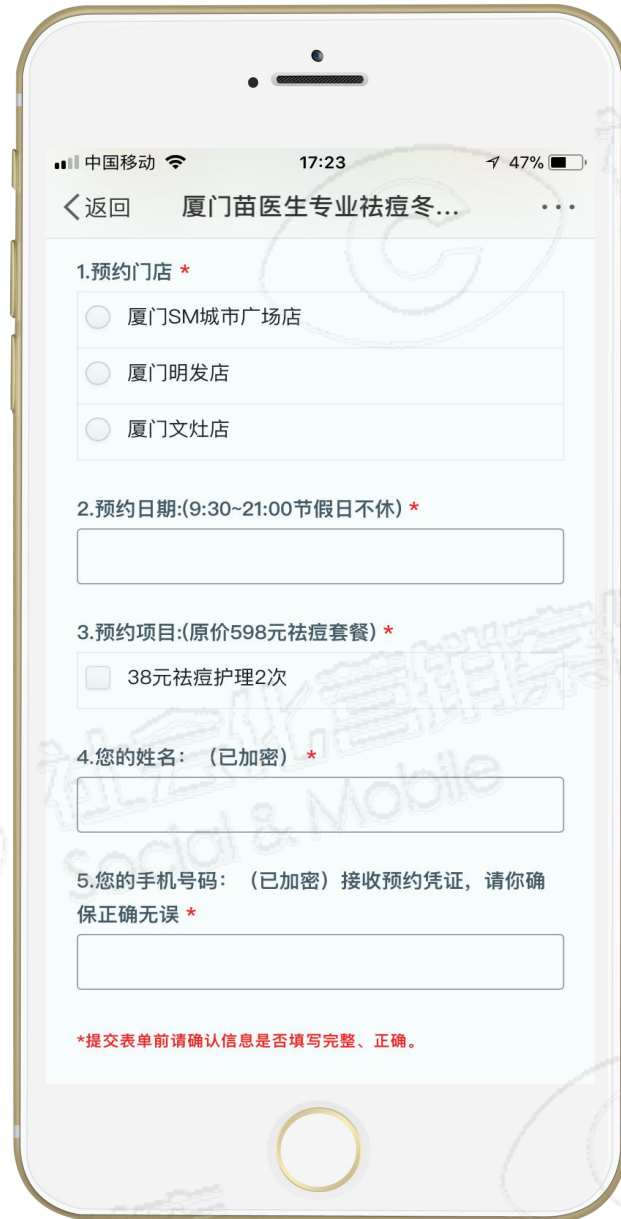 中国移动 17:23 47%
返回 厦门苗医生专业祛痘冬...
1.预约门店 *
厦门SM城市广场店
厦门明发店
厦门文灶店
2.预约日期:(9:30~21:00节假日不休) *
3.预约项目:(原价598元祛痘套餐) *
38元祛痘护理2次
4.您的姓名：（已加密） *
社会化营销案
Social & Mobile
5.您的手机号码：（已加密）接收预约凭证，请你确
保正确无误 *
*提交表单前请确认信息是否填写完整、正确。